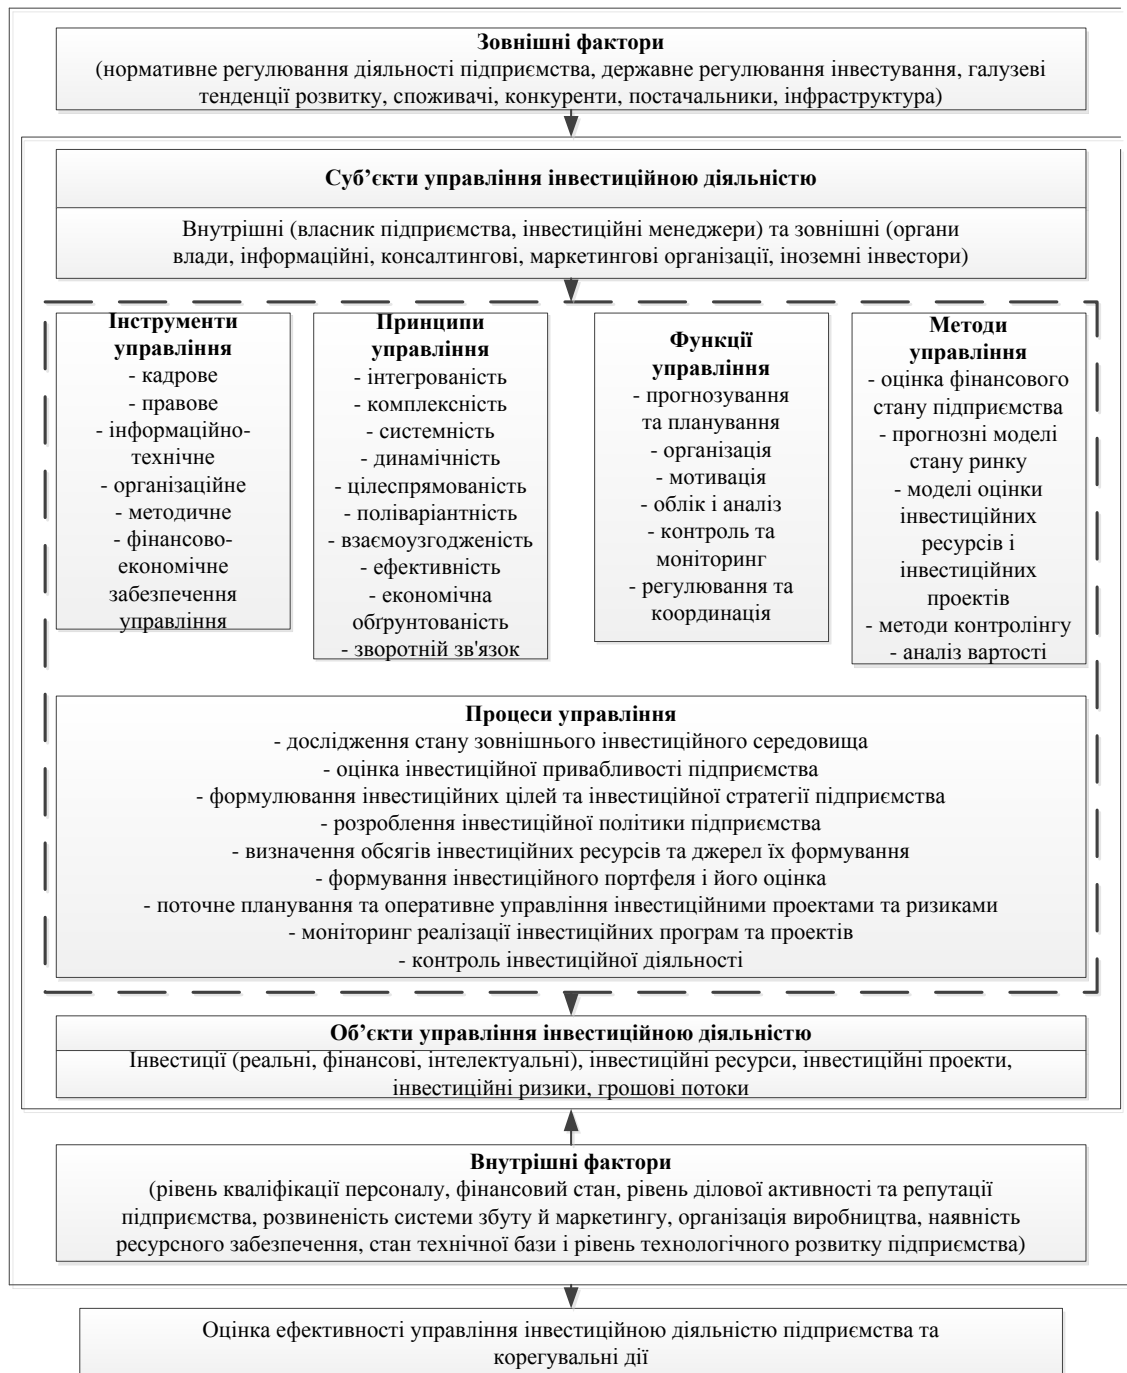 Зовнішні фактори
(нормативне регулювання діяльності підприємства, державне регулювання інвестування, галузеві
тенденції розвитку, споживачі, конкуренти, постачальники, інфраструктура)
Суб’єкти управління інвестиційною діяльністю
Внутрішні (власник підприємства, інвестиційні менеджери) та зовнішні (органи
влади, інформаційні, консалтингові, маркетингові організації, іноземні інвестори)
Інструменти
управління
- кадрове
- правове
- інформаційно-
технічне
- організаційне
- методичне
- фінансово-
економічне
забезпечення
управління
Принципи
управління
- інтегрованість
- комплексність
- системність
- динамічність
- цілеспрямованість
- поліваріантність
- взаємоузгодженість
- ефективність
- економічна
обґрунтованість
- зворотній зв'язок
Функції
управління
- прогнозування
та планування
- організація
- мотивація
- облік і аналіз
- контроль та
моніторинг
- регулювання та
координація
Методи
управління
- оцінка фінансового
стану підприємства
- прогнозні моделі
стану ринку
- моделі оцінки
інвестиційних
ресурсів і
інвестиційних
проектів
- методи контролінгу
- аналіз вартості
Процеси управління
- дослідження стану зовнішнього інвестиційного середовища
- оцінка інвестиційної привабливості підприємства
- формулювання інвестиційних цілей та інвестиційної стратегії підприємства
- розроблення інвестиційної політики підприємства
- визначення обсягів інвестиційних ресурсів та джерел їх формування
- формування інвестиційного портфеля і його оцінка
- поточне планування та оперативне управління інвестиційними проектами та ризиками
- моніторинг реалізації інвестиційних програм та проектів
- контроль інвестиційної діяльності
Об’єкти управління інвестиційною діяльністю
Інвестиції (реальні, фінансові, інтелектуальні), інвестиційні ресурси, інвестиційні проекти,
інвестиційні ризики, грошові потоки
Внутрішні фактори
(рівень кваліфікації персоналу, фінансовий стан, рівень ділової активності та репутації
підприємства, розвиненість системи збуту й маркетингу, організація виробництва, наявність
ресурсного забезпечення, стан технічної бази і рівень технологічного розвитку підприємства)
Оцінка ефективності управління інвестиційною діяльністю підприємства та
корегувальні дії